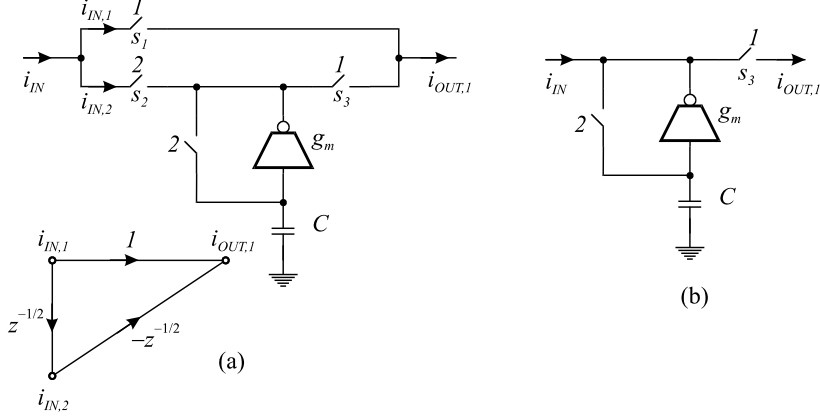 i_{IN,1} 1
s_1
i_{IN}
i_{IN,2} 2
s_2
1
s_3
i_{OUT,1}
2
g_m
C
i_{IN,1} 1 i_{OUT,1}
z^{-1/2}
-z^{-1/2}
i_{IN,2}
(a)
i_{IN}
1
s_3
i_{OUT,1}
2
g_m
C
(b)